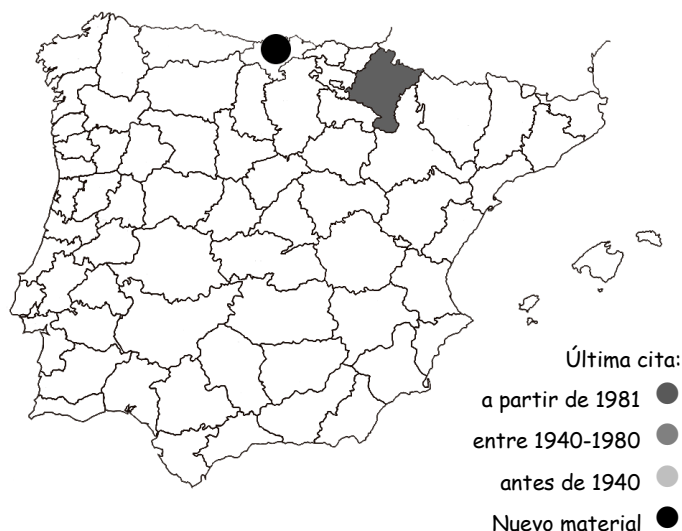 Última cita:
a partir de 1981
entre 1940-1980
antes de 1940
Nuevo material